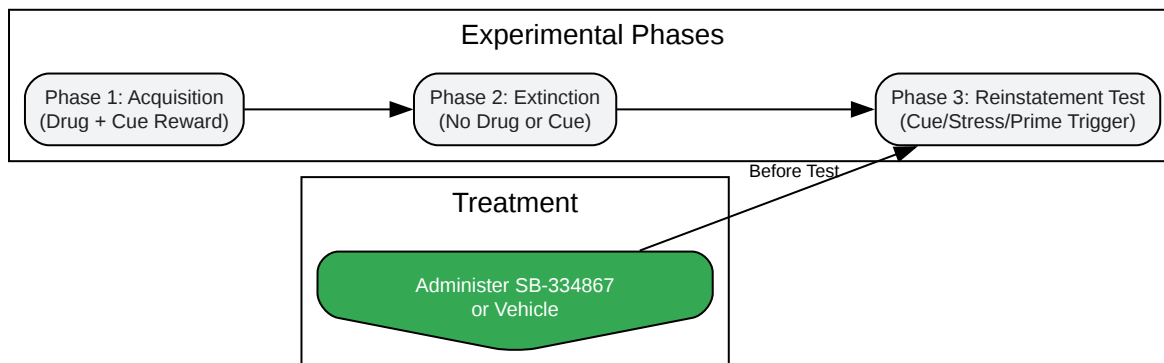 Experimental Phases
Phase 1: Acquisition
(Drug + Cue Reward)
Phase 2: Extinction
(No Drug or Cue)
Phase 3: Reinstatement Test
(Cue/Stress/Prime Trigger)
Before Test
Treatment
Administer SB-334867
or Vehicle